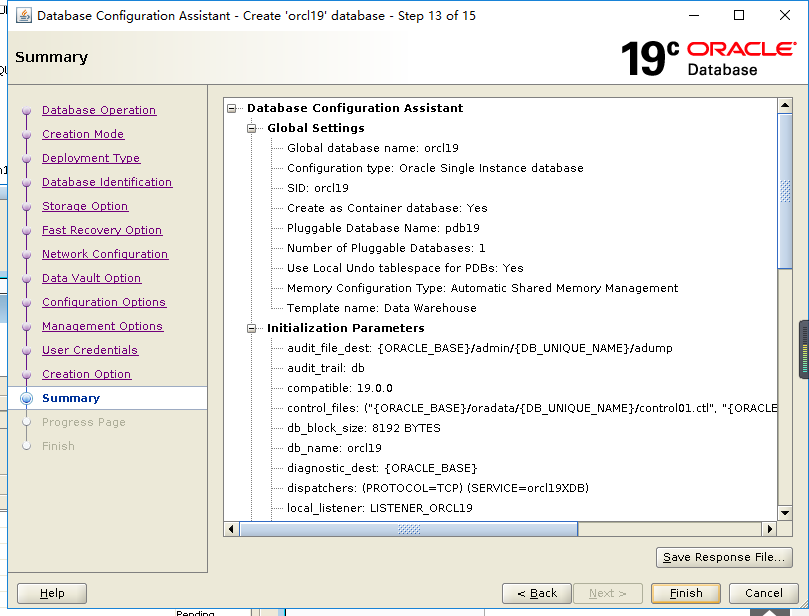 Database Configuration Assistant - Create 'orcl19' database - Step 13 of 15
Summary
19c ORACLE
Database
Database Operation
Creation Mode
Deployment Type
Database Identification
Storage Option
Fast Recovery Option
Network Configuration
Data Vault Option
Configuration Options
Management Options
User Credentials
Creation Option
Summary
Progress Page
Finish
Database Configuration Assistant
Global Settings
Global database name: orcl19
Configuration type: Oracle Single Instance database
SID: orcl19
Create as Container database: Yes
Pluggable Database Name: pdb19
Number of Pluggable Databases: 1
Use Local Undo tablespace for PDBs: Yes
Memory Configuration Type: Automatic Shared Memory Management
Template name: Data Warehouse
Initialization Parameters
audit_file_dest: {ORACLE_BASE}/admin/{DB_UNIQUE_NAME}/adump
audit_trail: db
compatible: 19.0.0
control_files: ("{ORACLE_BASE}/oradata/{DB_UNIQUE_NAME}/control01.ctl", "{ORACLE
db_block_size: 8192 BYTES
db_name: orcl19
diagnostic_dest: {ORACLE_BASE}
dispatchers: (PROTOCOL=TCP) (SERVICE=orcl19XDB)
local_listener: LISTENER_ORCL19
Save Response File...
Help
< Back
Next >
Finish
Cancel
Pending